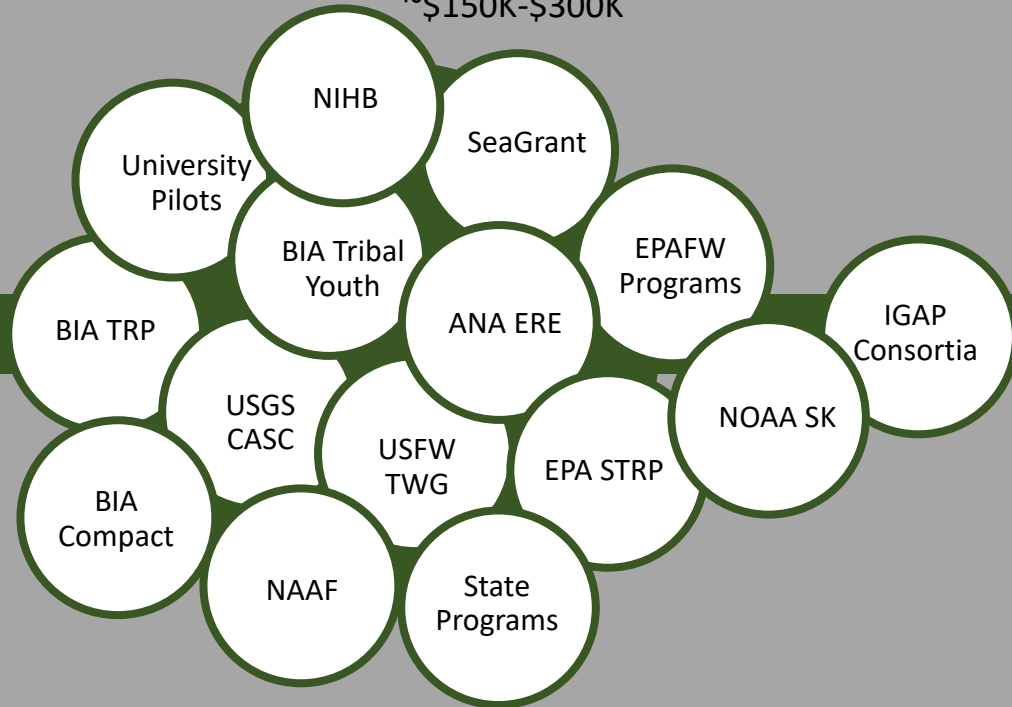 $150K-$300K
NIHB
SeaGrant
University
Pilots
BIA Tribal
Youth
EPAFW
Programs
ANA ERE
IGAP
Consortia
BIA TRP
USGS
CASC
NOAA SK
USFW
TWG
EPA STRP
BIA
Compact
NAAF
State
Programs